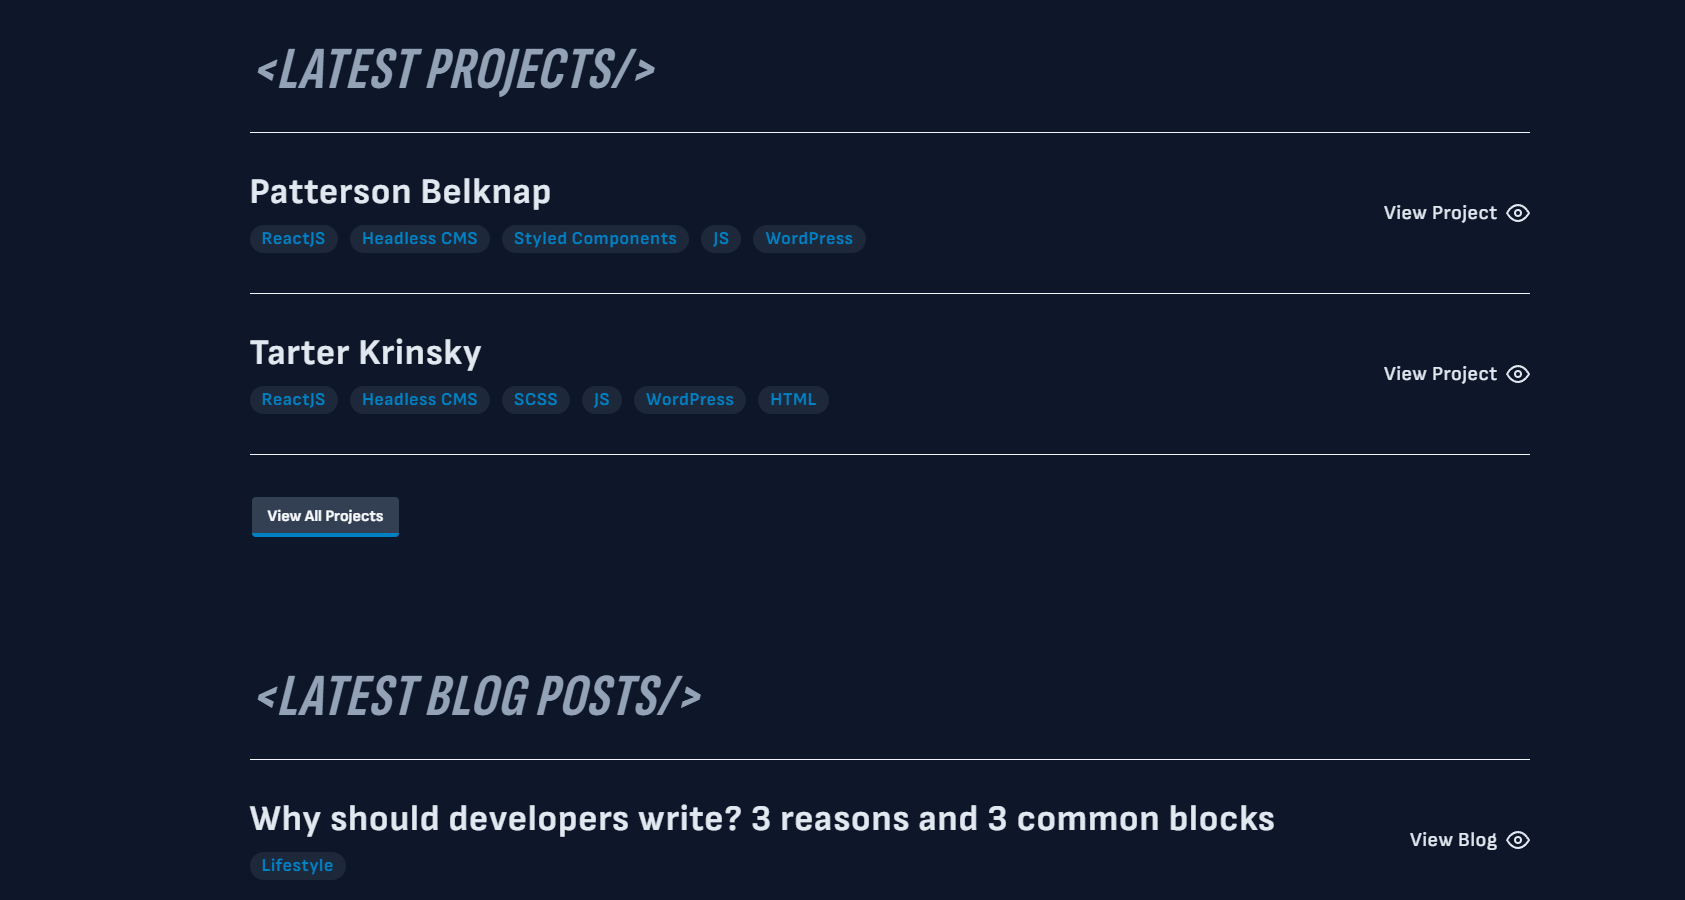 <LATEST PROJECTS/>
Patterson Belknap
View Project
ReactJS Headless CMS Styled Components JS WordPress
Tarter Krinsky
View Project
ReactJS Headless CMS SCSS JS WordPress HTML
View All Projects
<LATEST BLOG POSTS/>
Why should developers write? 3 reasons and 3 common blocks
View Blog
Lifestyle